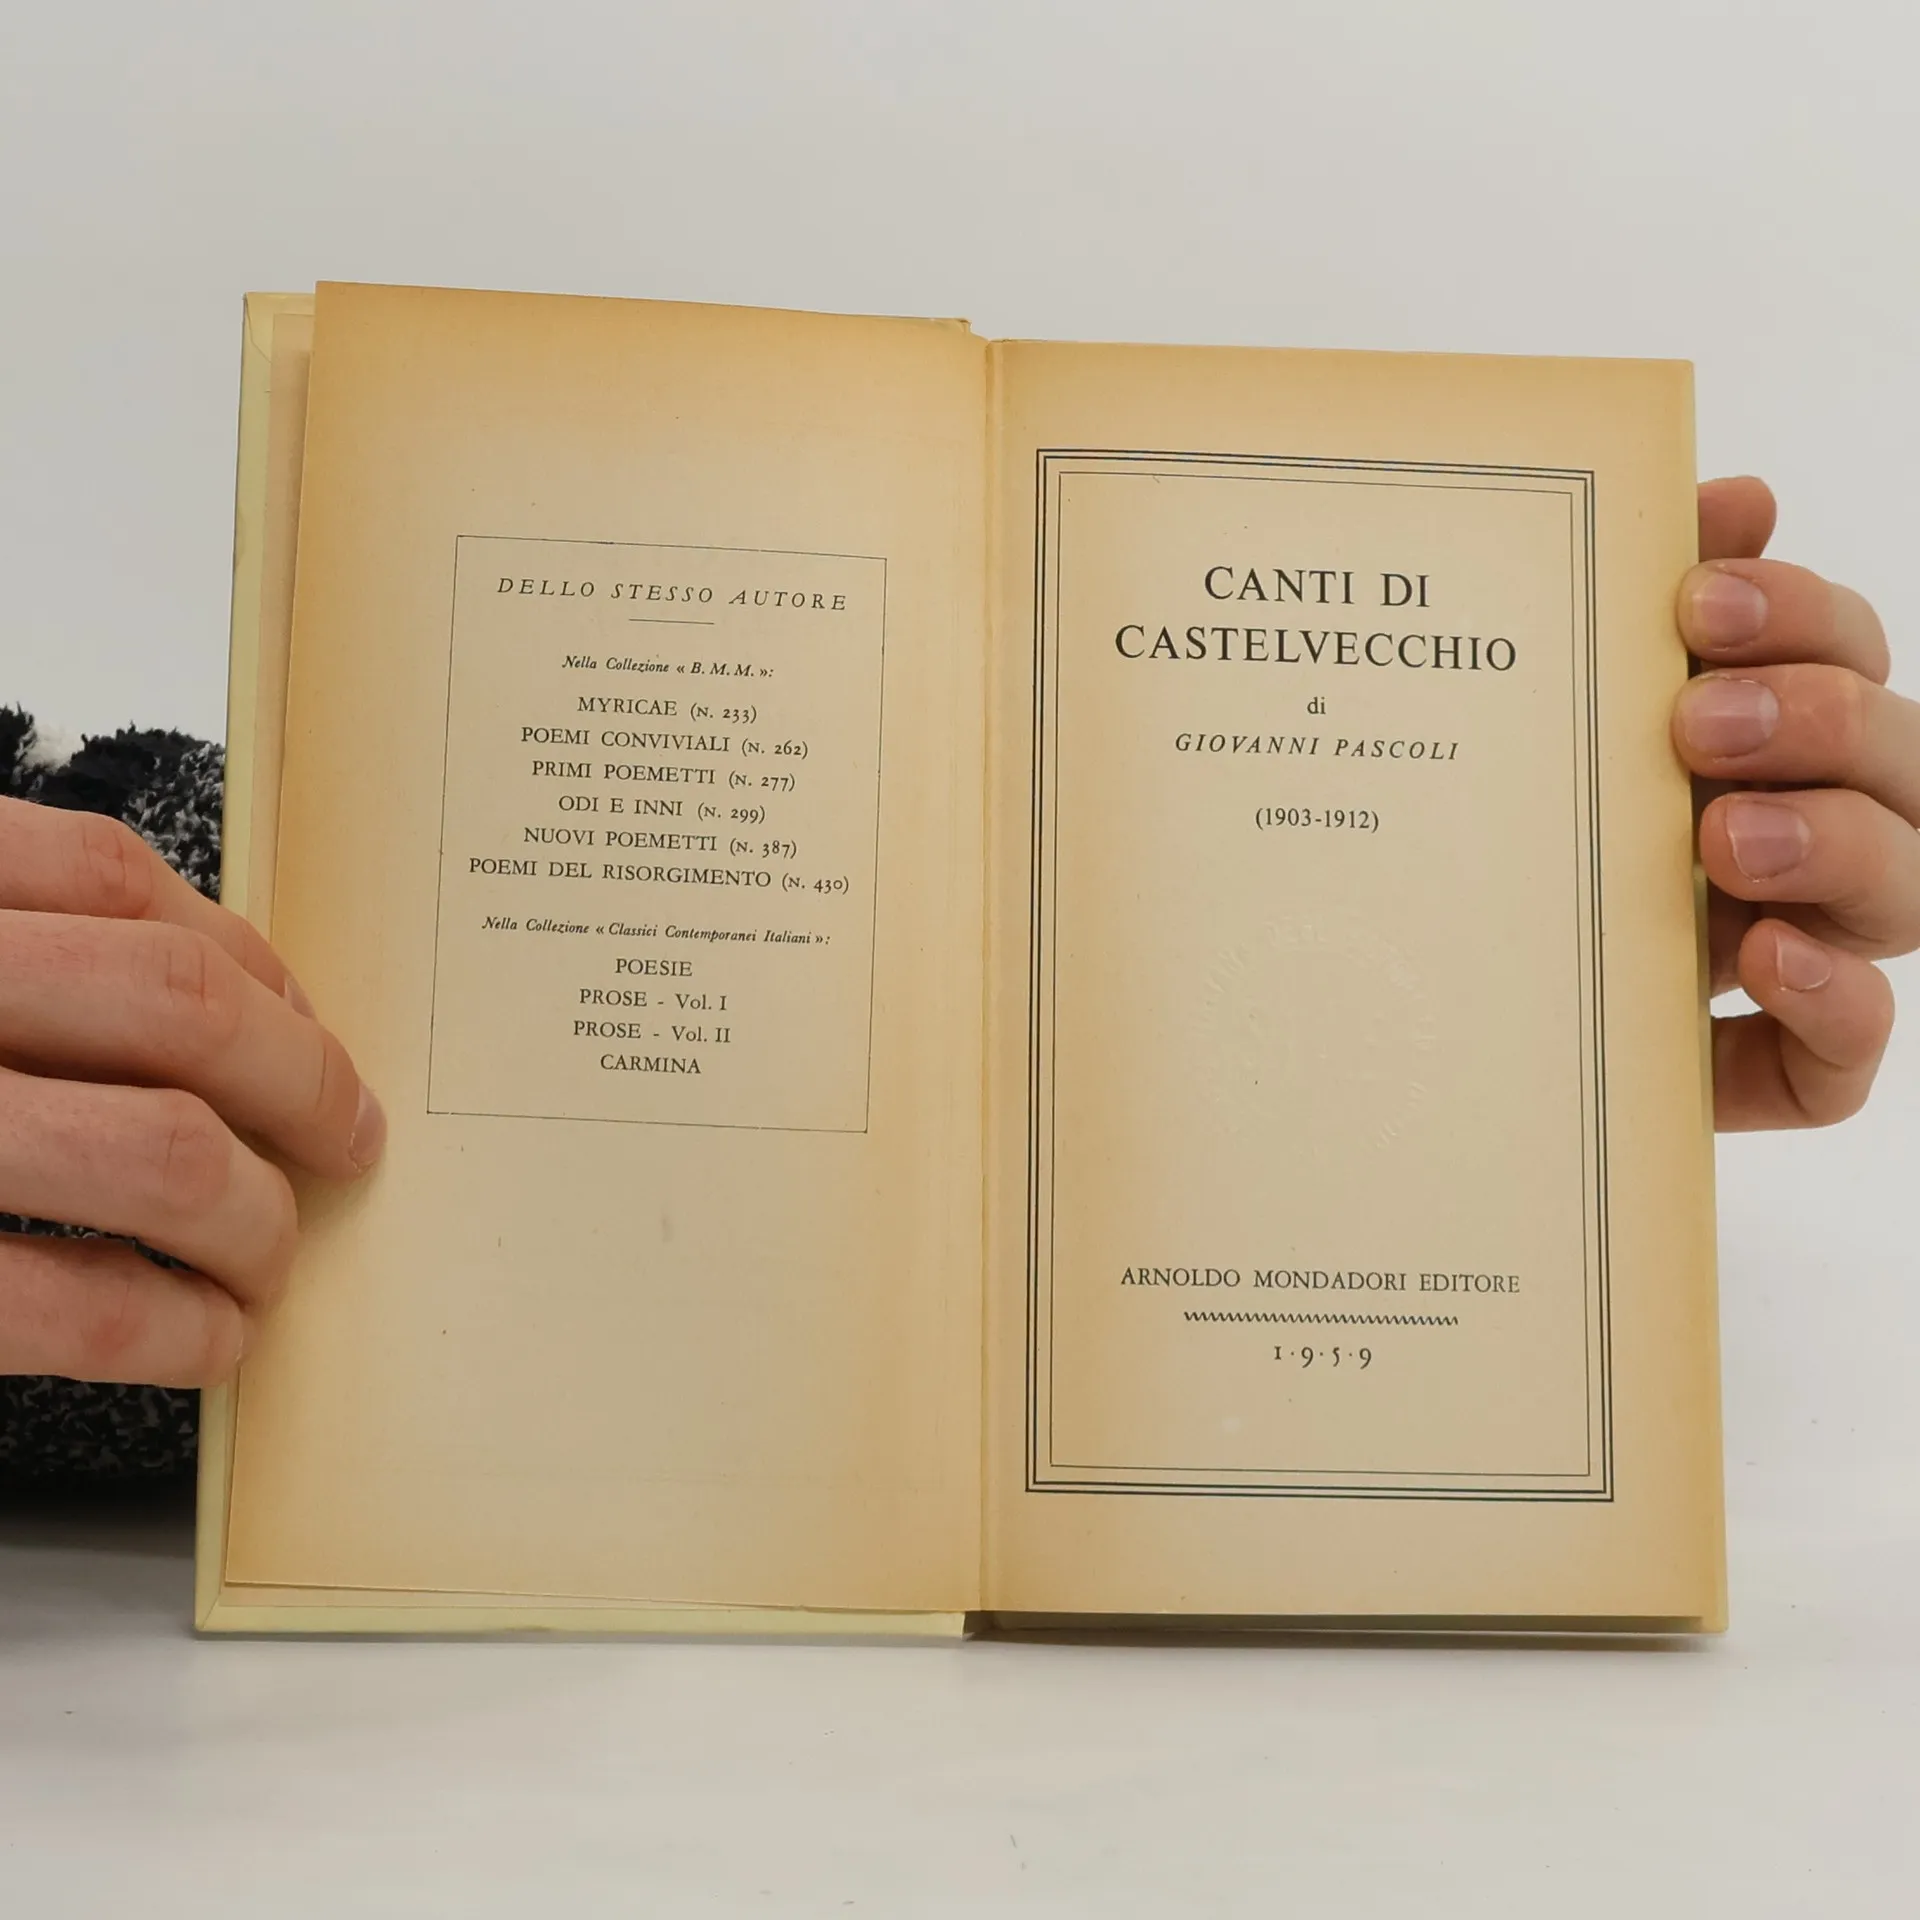 DELLO STESSO AUTORE
Nella Collezione « B. M. M. »:
MYRICAE (N. 233)
POEMI CONVIVIALI (N. 262)
PRIMI POEMETTI (N. 277)
ODI E INNI (N. 299)
NUOVI POEMETTI (N. 387)
POEMI DEL RISORGIMENTO (N. 430)
Nella Collezione « Classici Contemporanei Italiani »:
POESIE
PROSE - Vol. I
PROSE - Vol. II
CARMINA
CANTI DI
CASTELVECCHIO
di
GIOVANNI PASCOLI
(1903-1912)
ARNOLDO MONDADORI EDITORE
1·9·5·9